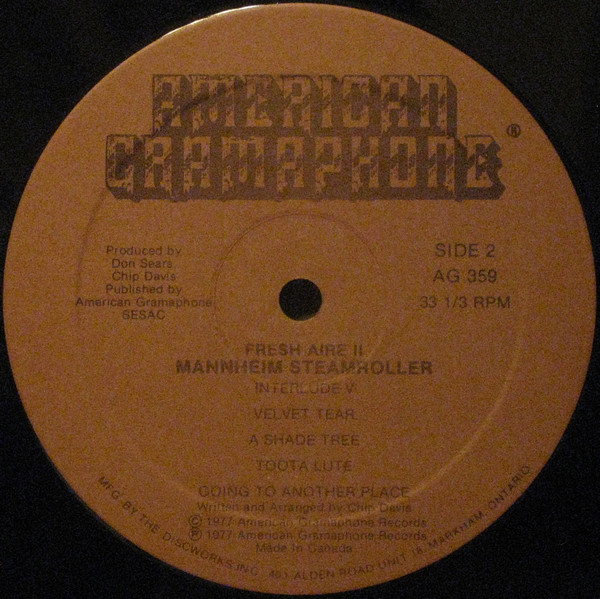 AMERICAN
GRAMAPHONE ®
Produced by
Don Sears
Chip Davis
Published by
American Gramaphone
SESAC
SIDE 2
AG 359
33 1/3 RPM
FRESH AIRE II
MANNHEIM STEAMROLLER
INTERLUDE V
VELVET TEAR
A SHADE TREE
TOOTA LUTE
GOING TO ANOTHER PLACE
Written and Arranged by Chip Davis
© 1977 American Gramaphone Records
℗ 1977 American Gramaphone Records
Made In Canada
MFG BY THE DISCWORKS INC. 463 ALDEN ROAD UNIT 18, MARKHAM, ONTARIO